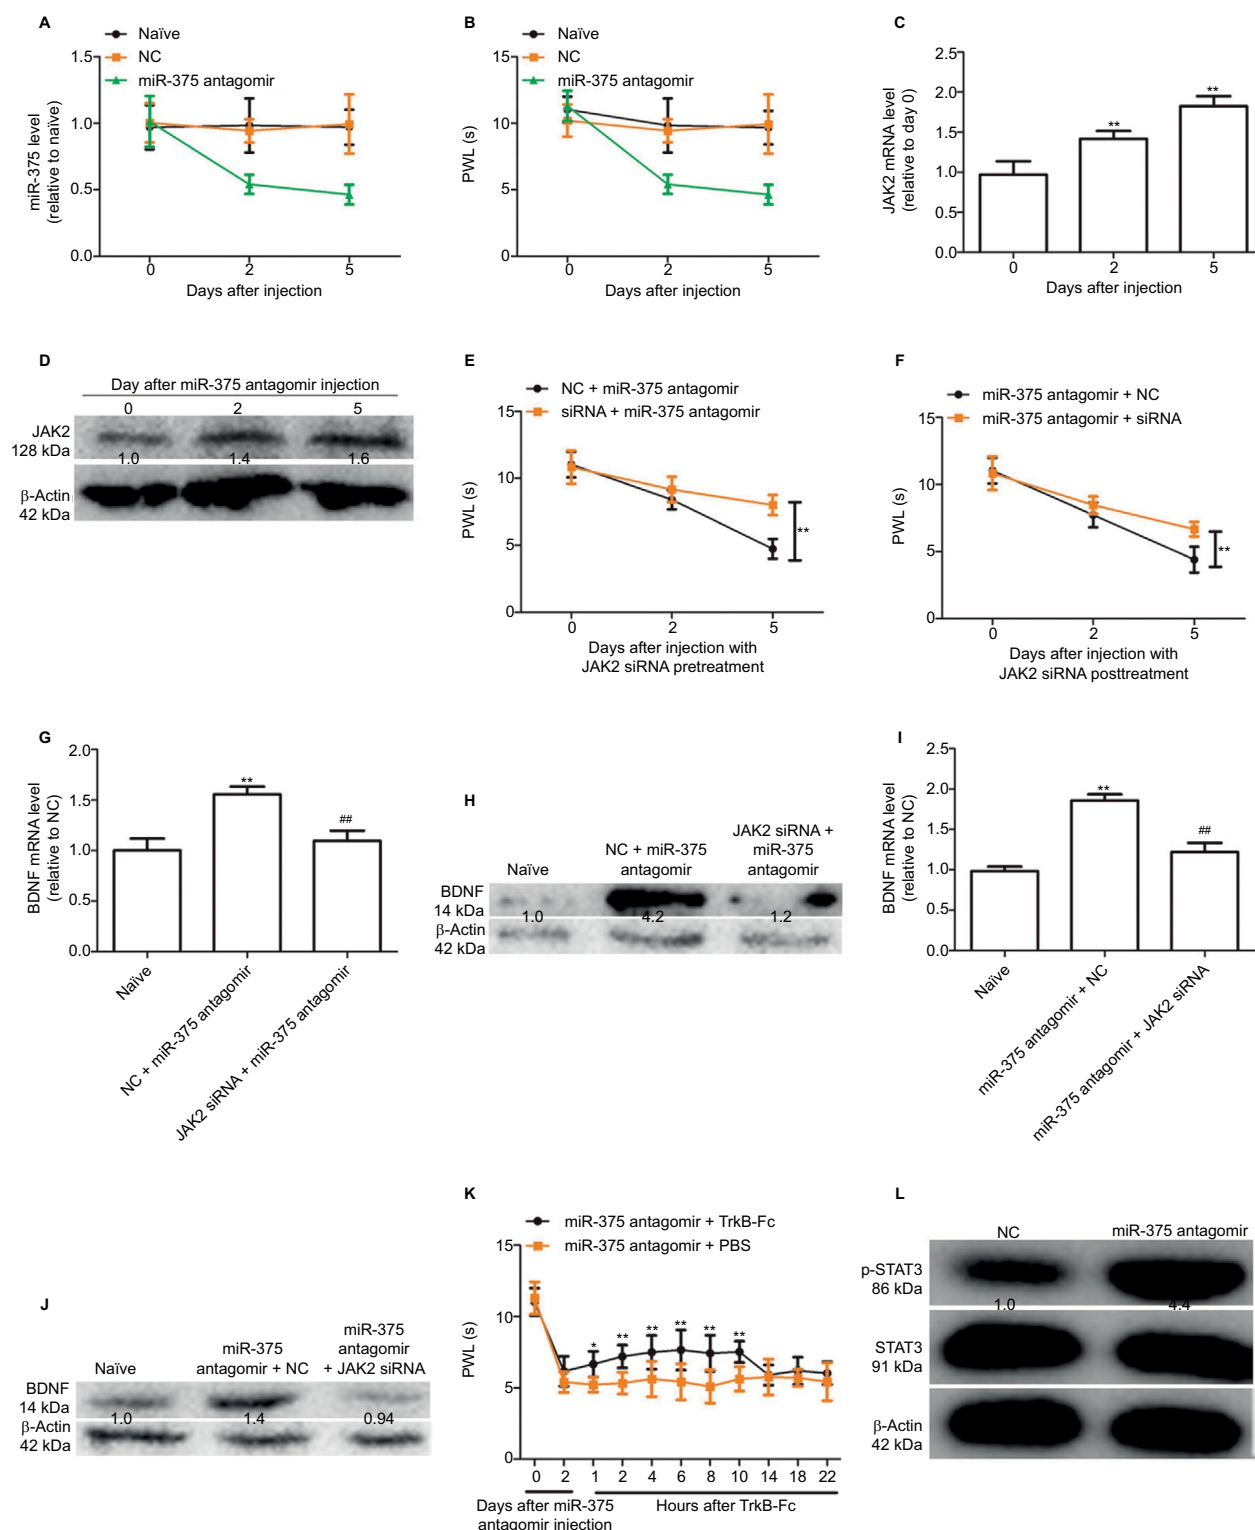 A
Naïve
NC
miR-375 antagomir
miR-375 level
(relative to naïve)
1.5
1.0
0.5
0.0
0
2
5
Days after injection
B
Naïve
NC
miR-375 antagomir
PWL (s)
15
10
5
0
0
2
5
Days after injection
C
JAK2 mRNA level
(relative to day 0)
2.5
2.0
1.5
1.0
0.5
0.0
**
**
0
2
5
Days after injection
D
Day after miR-375 antagomir injection
0
2
5
JAK2
128 kDa
1.0
1.4
1.6
β-Actin
42 kDa
E
NC + miR-375 antagomir
siRNA + miR-375 antagomir
PWL (s)
15
10
5
0
**
0
2
5
Days after injection with
JAK2 siRNA pretreatment
F
miR-375 antagomir + NC
miR-375 antagomir + siRNA
PWL (s)
15
10
5
0
**
0
2
5
Days after injection with
JAK2 siRNA posttreatment
G
BDNF mRNA level
(relative to NC)
2.0
1.5
1.0
0.5
0.0
**
##
Naïve
NC + miR-375 antagomir
JAK2 siRNA + miR-375 antagomir
H
Naïve
NC + miR-375
antagomir
JAK2 siRNA +
miR-375
antagomir
BDNF
14 kDa
1.0
4.2
1.2
β-Actin
42 kDa
I
BDNF mRNA level
(relative to NC)
2.5
2.0
1.5
1.0
0.5
0.0
**
##
Naïve
miR-375 antagomir + NC
miR-375 antagomir + JAK2 siRNA
J
Naïve
miR-375
antagomir + NC
miR-375
antagomir
+ JAK2 siRNA
BDNF
14 kDa
1.0
1.4
0.94
β-Actin
42 kDa
K
miR-375 antagomir + TrkB-Fc
miR-375 antagomir + PBS
PWL (s)
15
10
5
0
*
**
**
**
**
**
0
2
1
2
4
6
8
10
14
18
22
Days after miR-375
antagomir injection
Hours after TrkB-Fc
L
NC
miR-375 antagomir
p-STAT3
86 kDa
1.0
4.4
STAT3
91 kDa
β-Actin
42 kDa